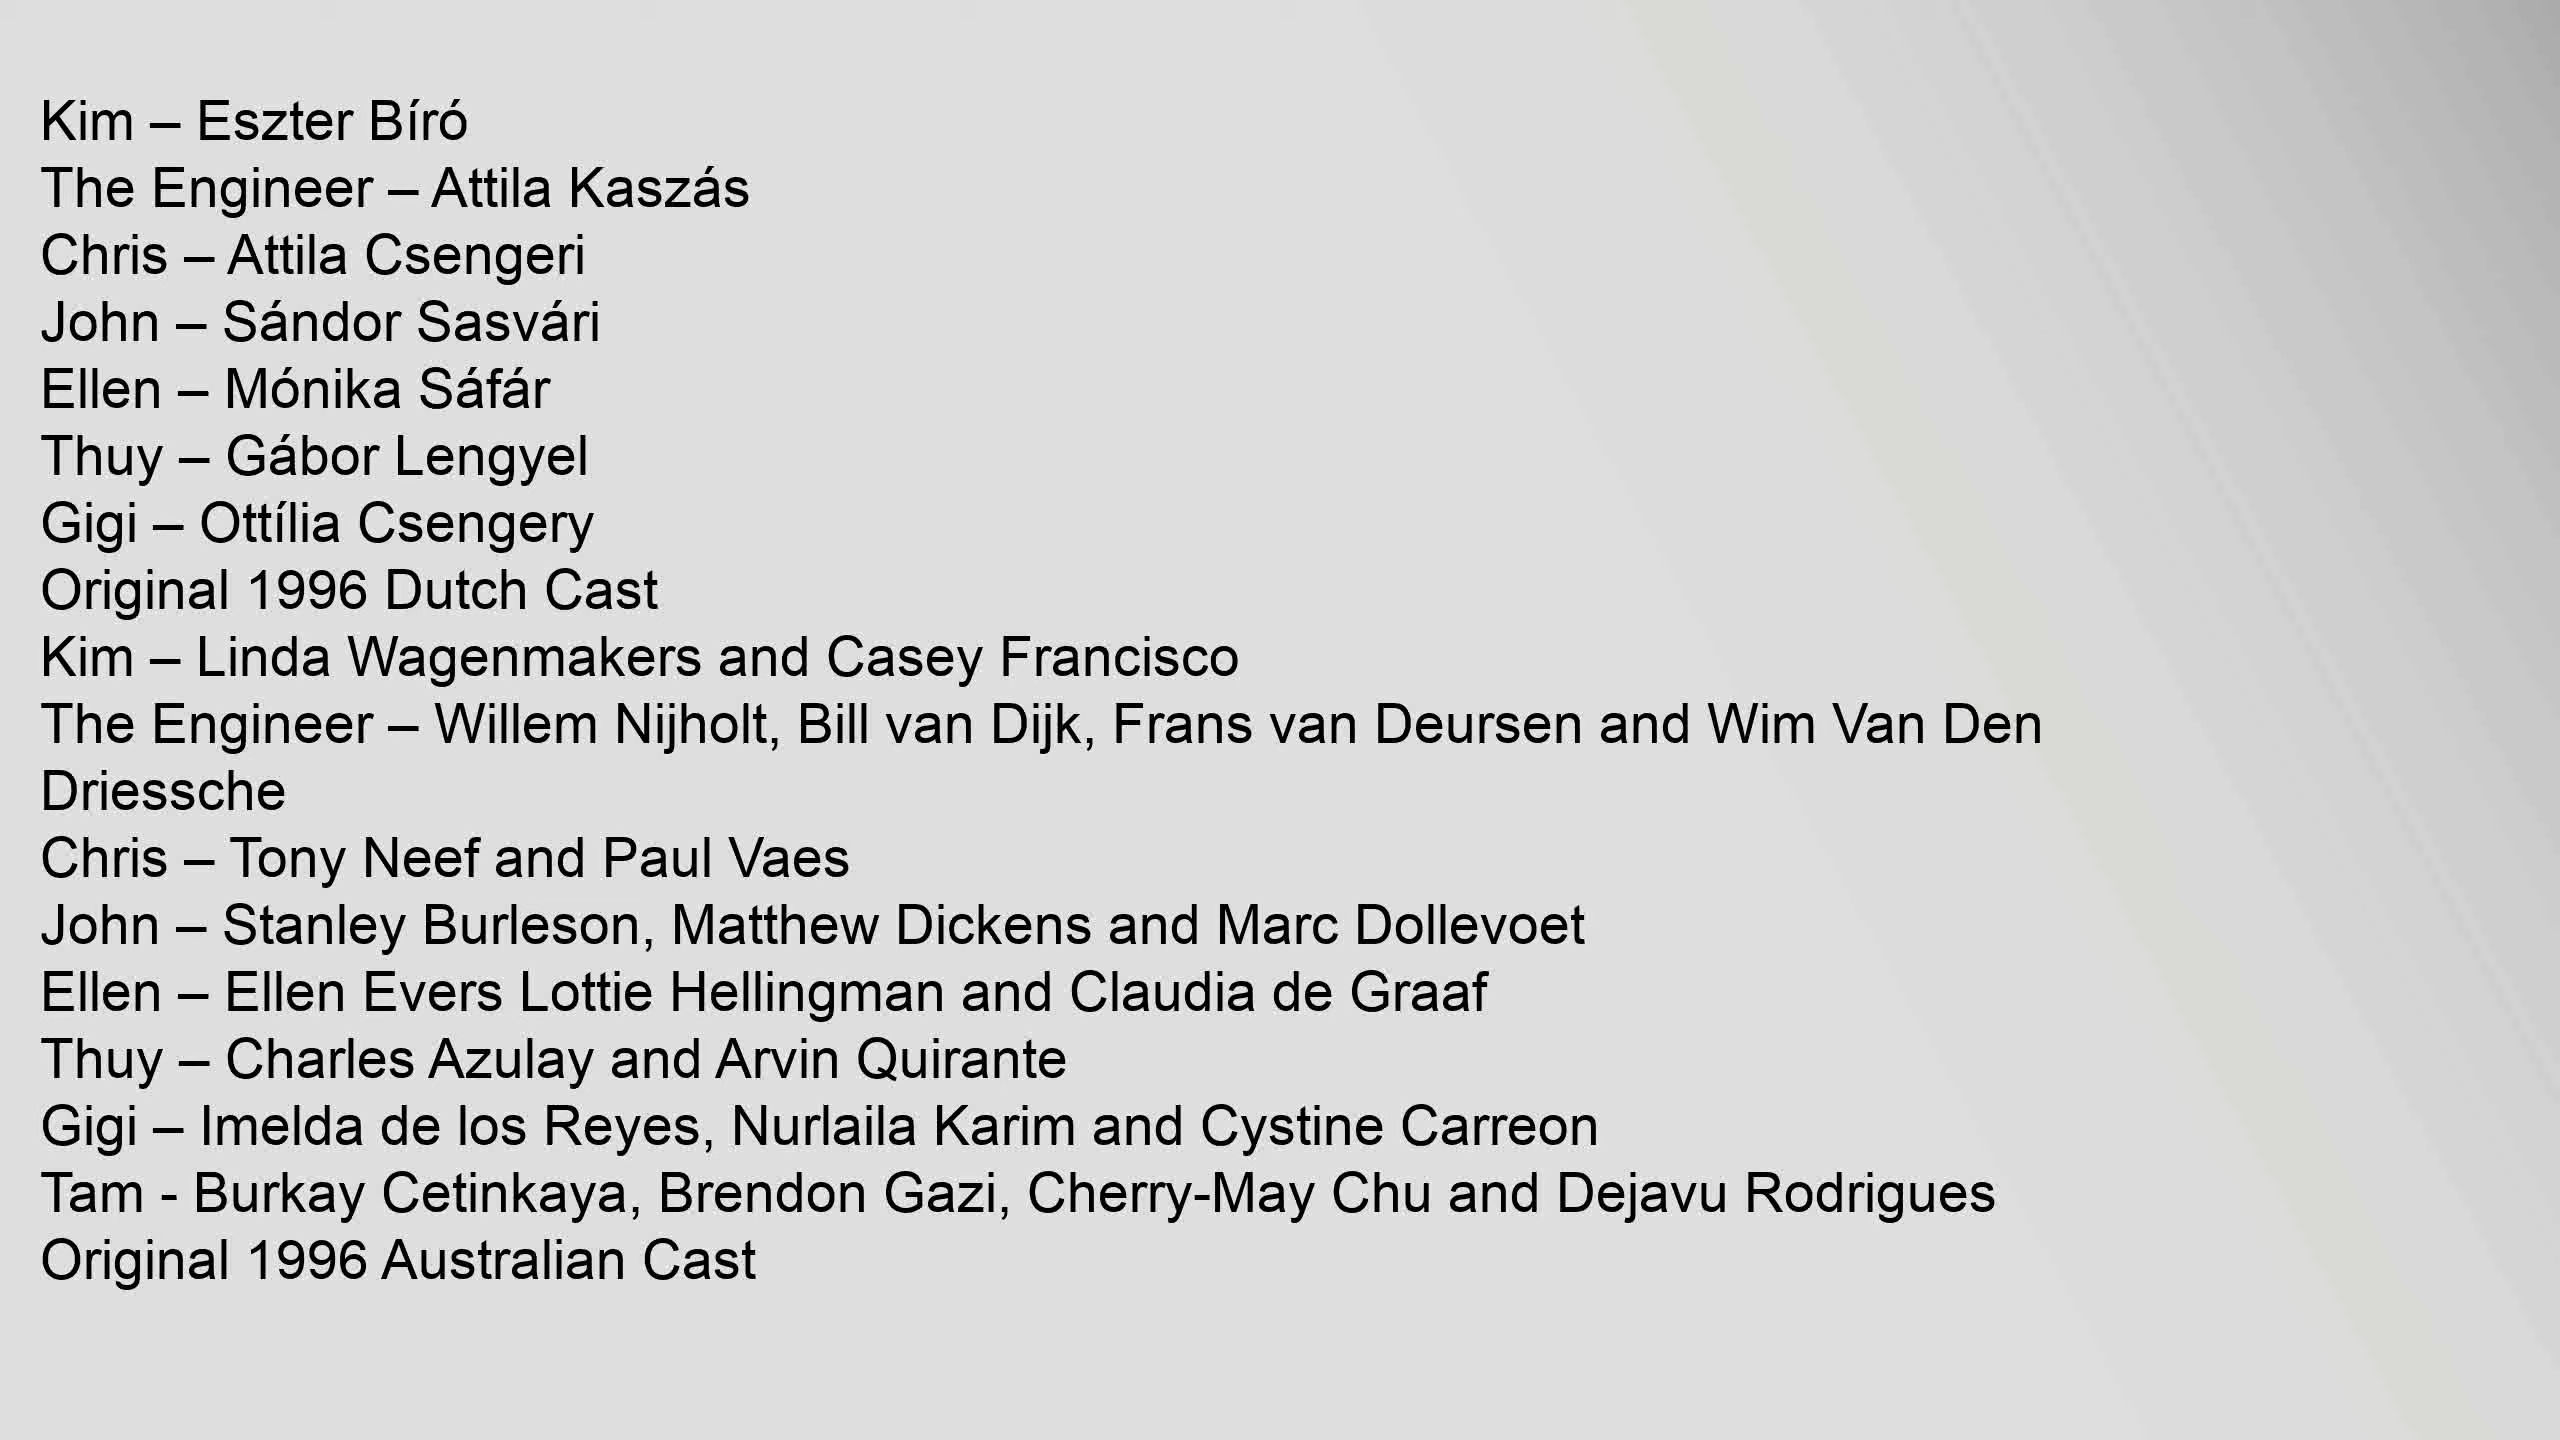 Kim – Eszter Bíró
The Engineer – Attila Kaszás
Chris – Attila Csengeri
John – Sándor Sasvári
Ellen – Mónika Sáfár
Thuy – Gábor Lengyel
Gigi – Ottília Csengery
Original 1996 Dutch Cast
Kim – Linda Wagenmakers and Casey Francisco
The Engineer – Willem Nijholt, Bill van Dijk, Frans van Deursen and Wim Van Den
Driessche
Chris – Tony Neef and Paul Vaes
John – Stanley Burleson, Matthew Dickens and Marc Dollevoet
Ellen – Ellen Evers Lottie Hellingman and Claudia de Graaf
Thuy – Charles Azulay and Arvin Quirante
Gigi – Imelda de los Reyes, Nurlaila Karim and Cystine Carreon
Tam - Burkay Cetinkaya, Brendon Gazi, Cherry-May Chu and Dejavu Rodrigues
Original 1996 Australian Cast